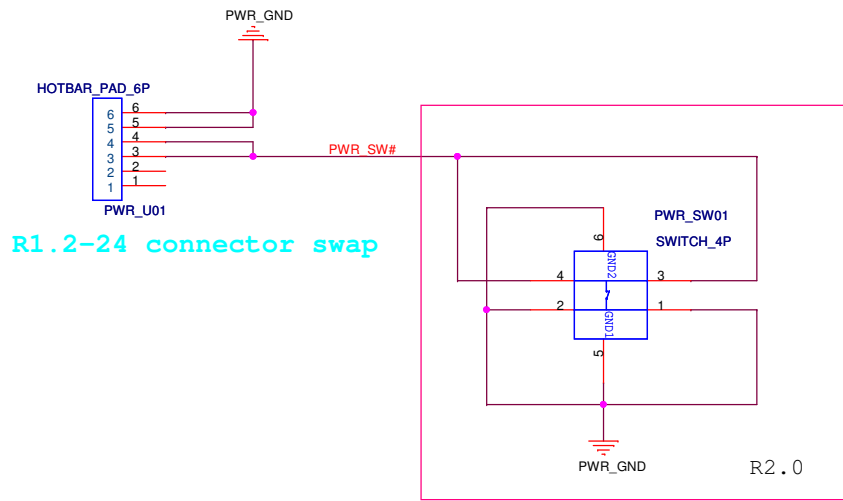 PWR_GND
HOTBAR_PAD_6P
6 6
5 5
4 4
3 3
2 2
1 1
PWR_SW#
PWR_U01
R1.2-24 connector swap
PWR_SW01
SWITCH_4P
6
GND2
4
3
2
1
GND1
5
PWR_GND
R2.0